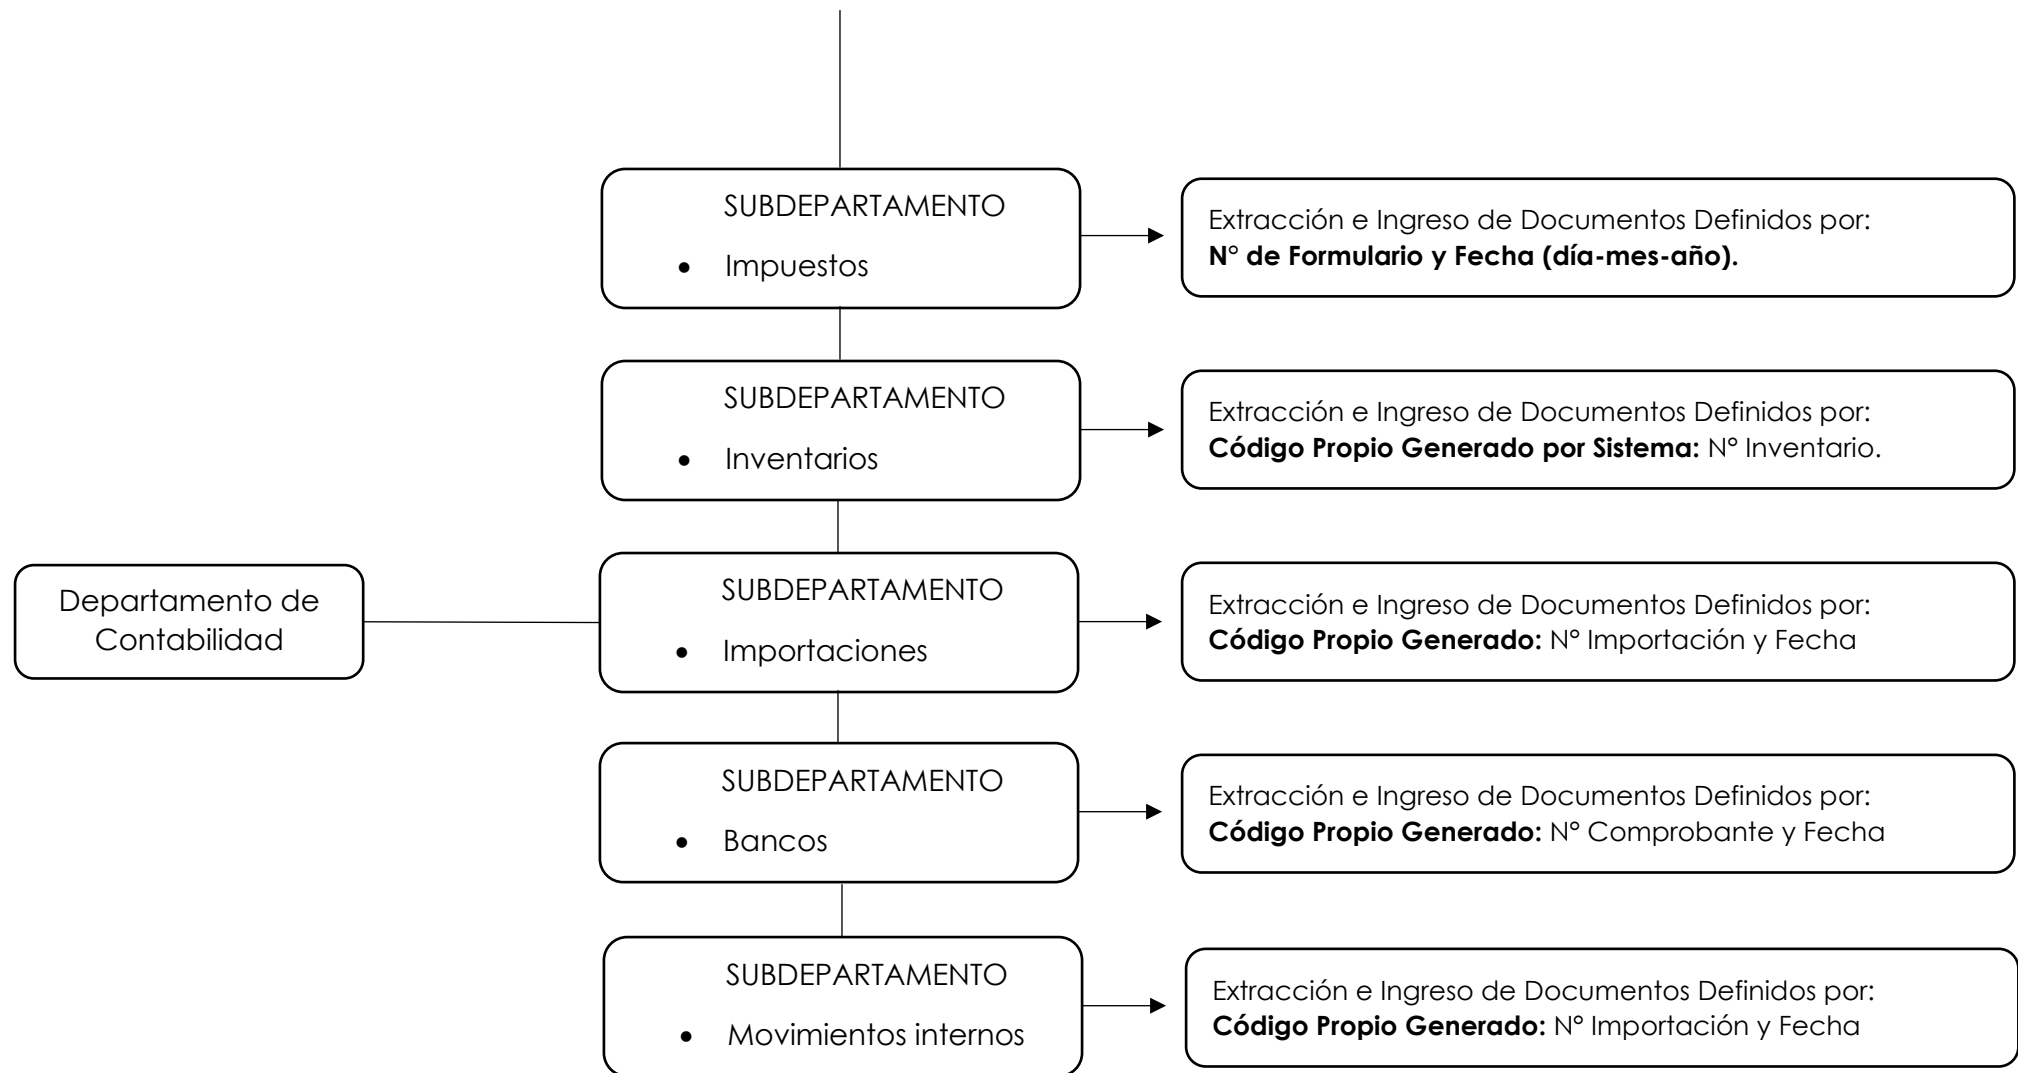 SUBDEPARTAMENTO
• Impuestos
Extracción e Ingreso de Documentos Definidos por:
N° de Formulario y Fecha (día-mes-año).
SUBDEPARTAMENTO
• Inventarios
Extracción e Ingreso de Documentos Definidos por:
Código Propio Generado por Sistema: N° Inventario.
Departamento de
Contabilidad
SUBDEPARTAMENTO
• Importaciones
Extracción e Ingreso de Documentos Definidos por:
Código Propio Generado: N° Importación y Fecha
SUBDEPARTAMENTO
• Bancos
Extracción e Ingreso de Documentos Definidos por:
Código Propio Generado: N° Comprobante y Fecha
SUBDEPARTAMENTO
• Movimientos internos
Extracción e Ingreso de Documentos Definidos por:
Código Propio Generado: N° Importación y Fecha